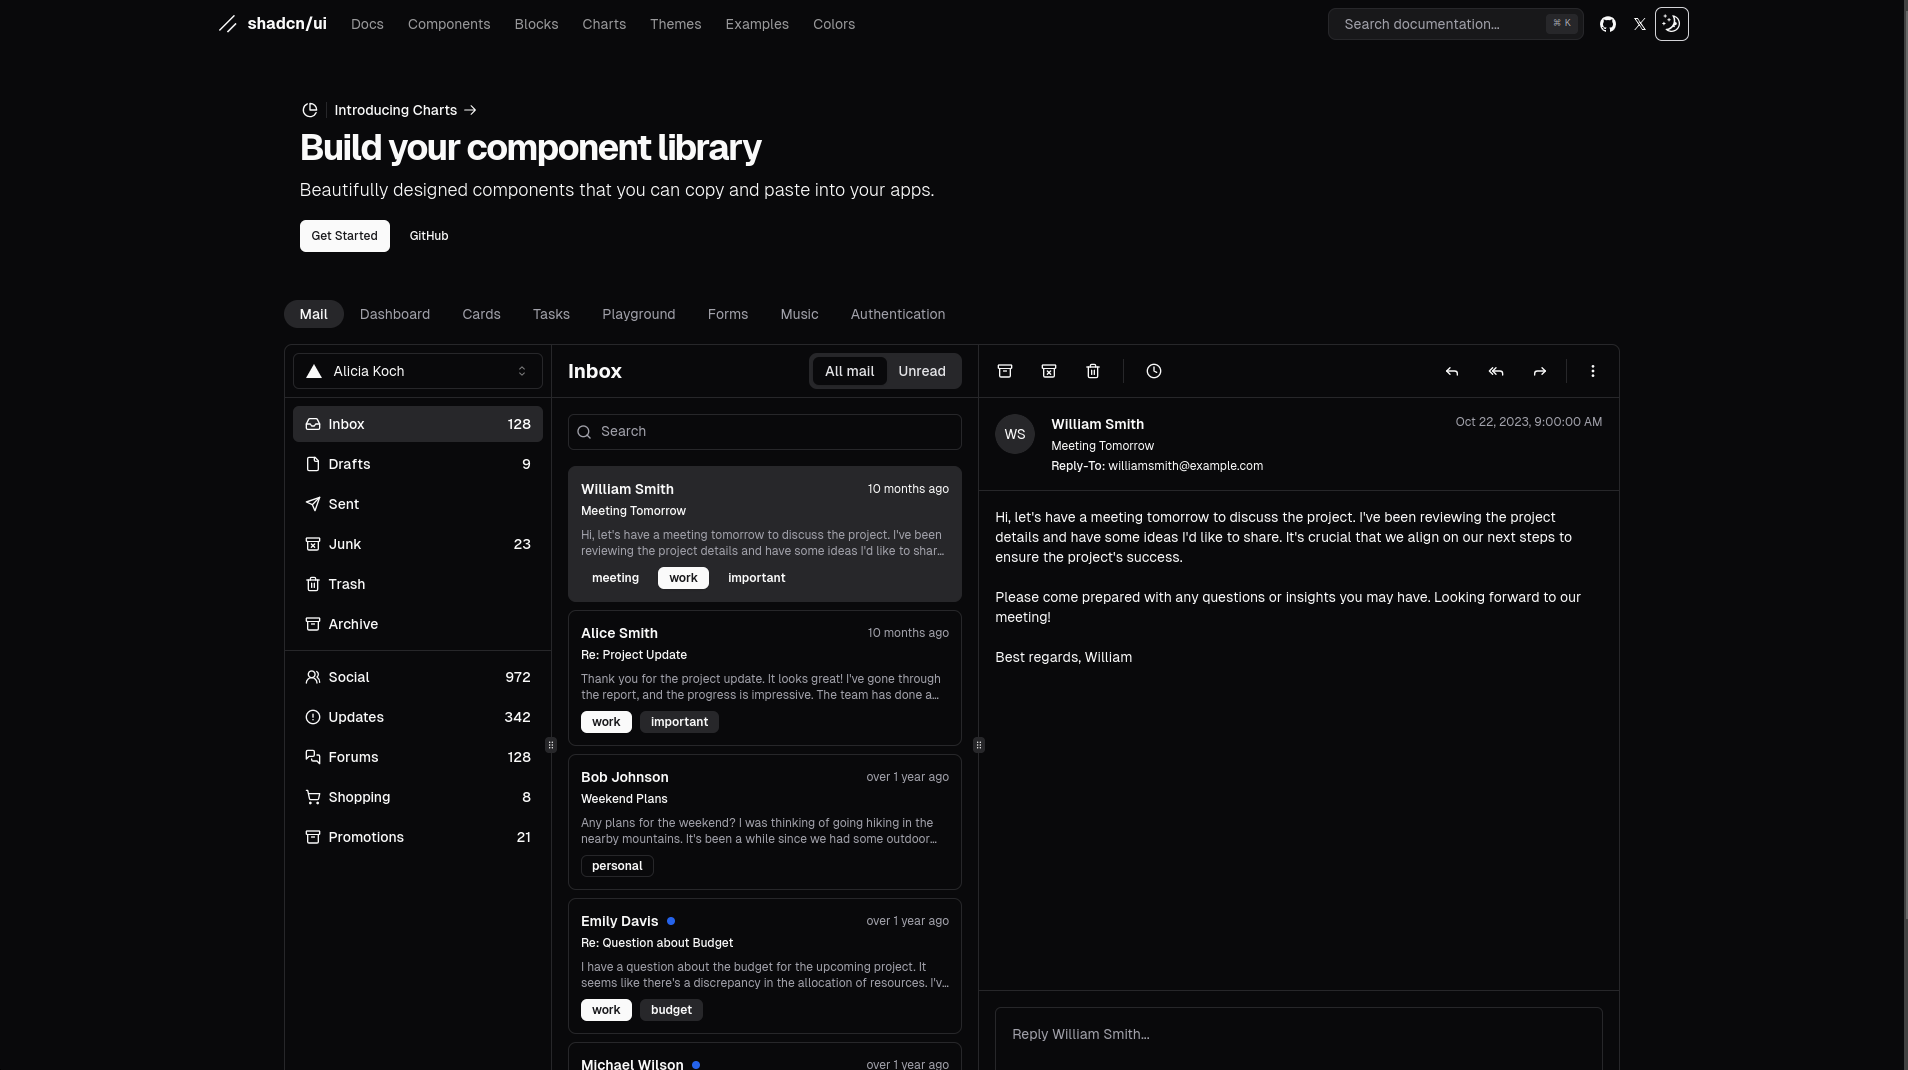 shadcn/ui Docs Components Blocks Charts Themes Examples Colors Search documentation... ⌘ K
Introducing Charts
Build your component library
Beautifully designed components that you can copy and paste into your apps.
Get Started GitHub
Mail Dashboard Cards Tasks Playground Forms Music Authentication
Alicia Koch
Inbox 128
Drafts 9
Sent
Junk 23
Trash
Archive
Social 972
Updates 342
Forums 128
Shopping 8
Promotions 21
Inbox All mail Unread
Search
William Smith 10 months ago
Meeting Tomorrow
Hi, let's have a meeting tomorrow to discuss the project. I've been
reviewing the project details and have some ideas I'd like to shar...
meeting work important
Alice Smith 10 months ago
Re: Project Update
Thank you for the project update. It looks great! I've gone through
the report, and the progress is impressive. The team has done a...
work important
Bob Johnson over 1 year ago
Weekend Plans
Any plans for the weekend? I was thinking of going hiking in the
nearby mountains. It's been a while since we had some outdoor...
personal
Emily Davis over 1 year ago
Re: Question about Budget
I have a question about the budget for the upcoming project. It
seems like there's a discrepancy in the allocation of resources. I'v...
work budget
Michael Wilson over 1 year ago
WS
William Smith Oct 22, 2023, 9:00:00 AM
Meeting Tomorrow
Reply-To: williamsmith@example.com
Hi, let's have a meeting tomorrow to discuss the project. I've been reviewing the project
details and have some ideas I'd like to share. It's crucial that we align on our next steps to
ensure the project's success.
Please come prepared with any questions or insights you may have. Looking forward to our
meeting!
Best regards, William
Reply William Smith...